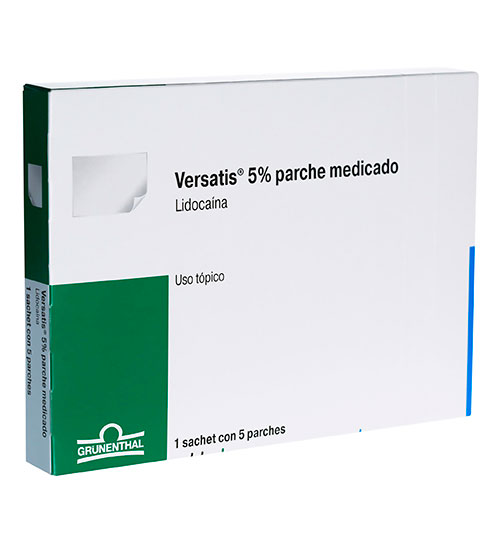 Versatis® 5% parche medicado
Lidocaína
Uso tópico
1 sachet con 5 parches
GRÜNENTHAL
Versatis® 5% parche medicado
Lidocaína
1 sachet con 5 parches